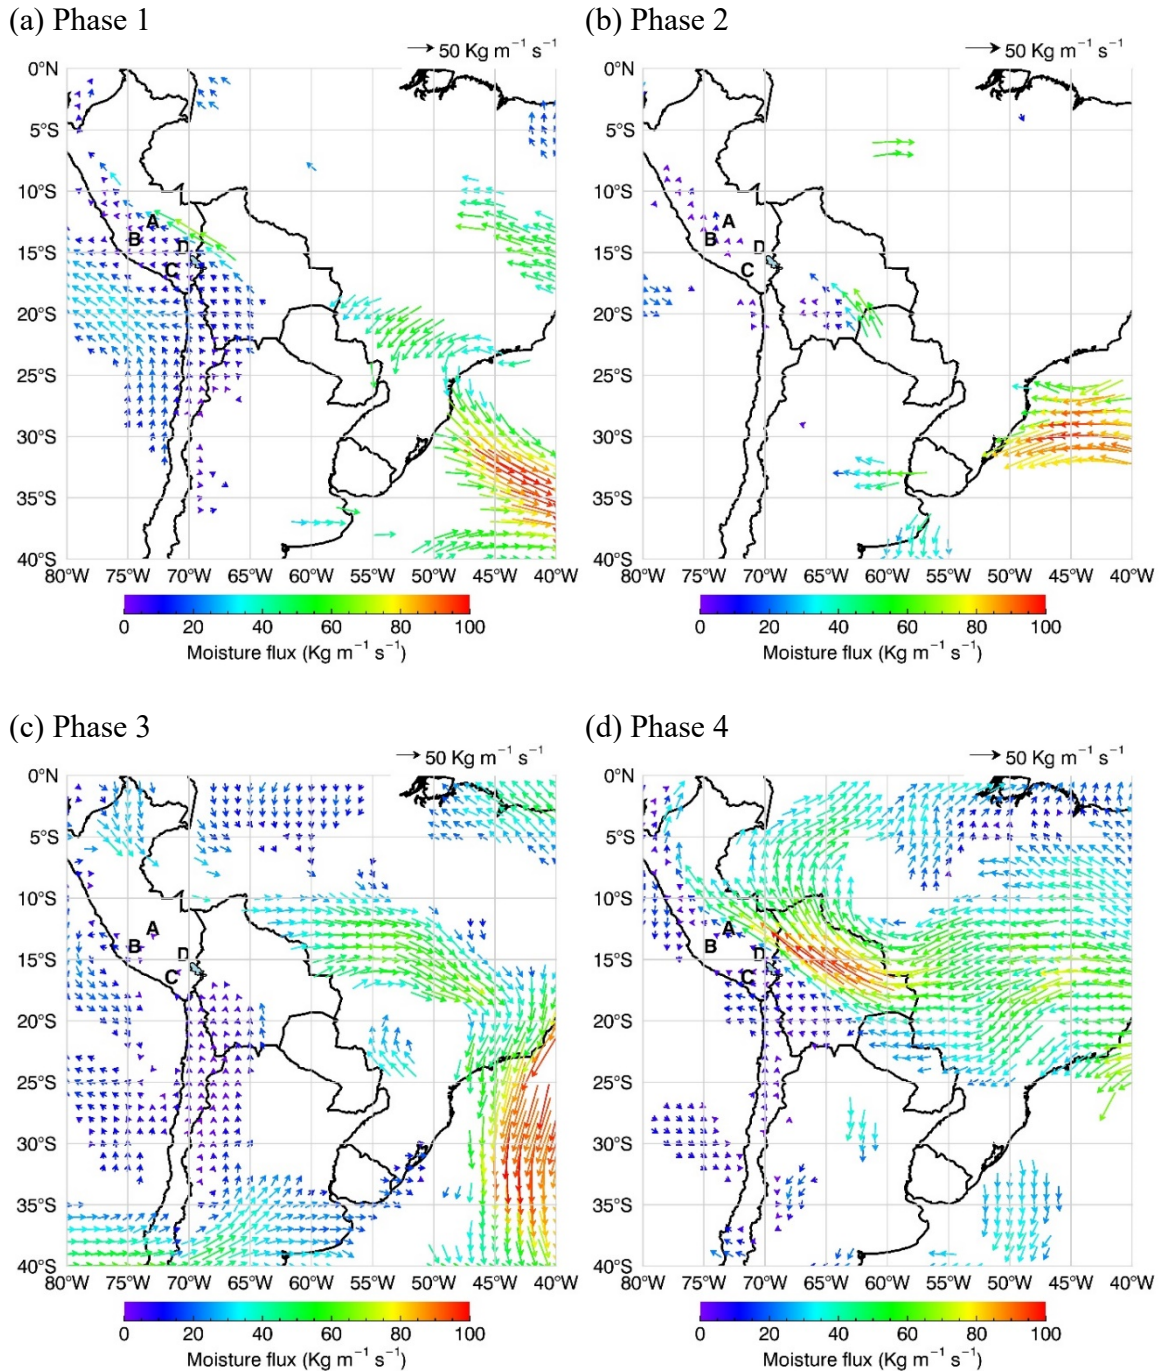 (a) Phase 1
(b) Phase 2
50 Kg m⁻¹ s⁻¹
50 Kg m⁻¹ s⁻¹
0°N
5°S
10°S
15°S
20°S
25°S
30°S
35°S
40°S
A
B
C
D
80°W 75°W 70°W 65°W 60°W 55°W 50°W 45°W 40°W
0 20 40 60 80 100
Moisture flux (Kg m⁻¹ s⁻¹)
0°N
5°S
10°S
15°S
20°S
25°S
30°S
35°S
40°S
A
B
C
D
80°W 75°W 70°W 65°W 60°W 55°W 50°W 45°W 40°W
0 20 40 60 80 100
Moisture flux (Kg m⁻¹ s⁻¹)
(c) Phase 3
(d) Phase 4
50 Kg m⁻¹ s⁻¹
50 Kg m⁻¹ s⁻¹
0°N
5°S
10°S
15°S
20°S
25°S
30°S
35°S
40°S
A
B
C
D
80°W 75°W 70°W 65°W 60°W 55°W 50°W 45°W 40°W
0 20 40 60 80 100
Moisture flux (Kg m⁻¹ s⁻¹)
0°N
5°S
10°S
15°S
20°S
25°S
30°S
35°S
40°S
A
B
C
D
80°W 75°W 70°W 65°W 60°W 55°W 50°W 45°W 40°W
0 20 40 60 80 100
Moisture flux (Kg m⁻¹ s⁻¹)